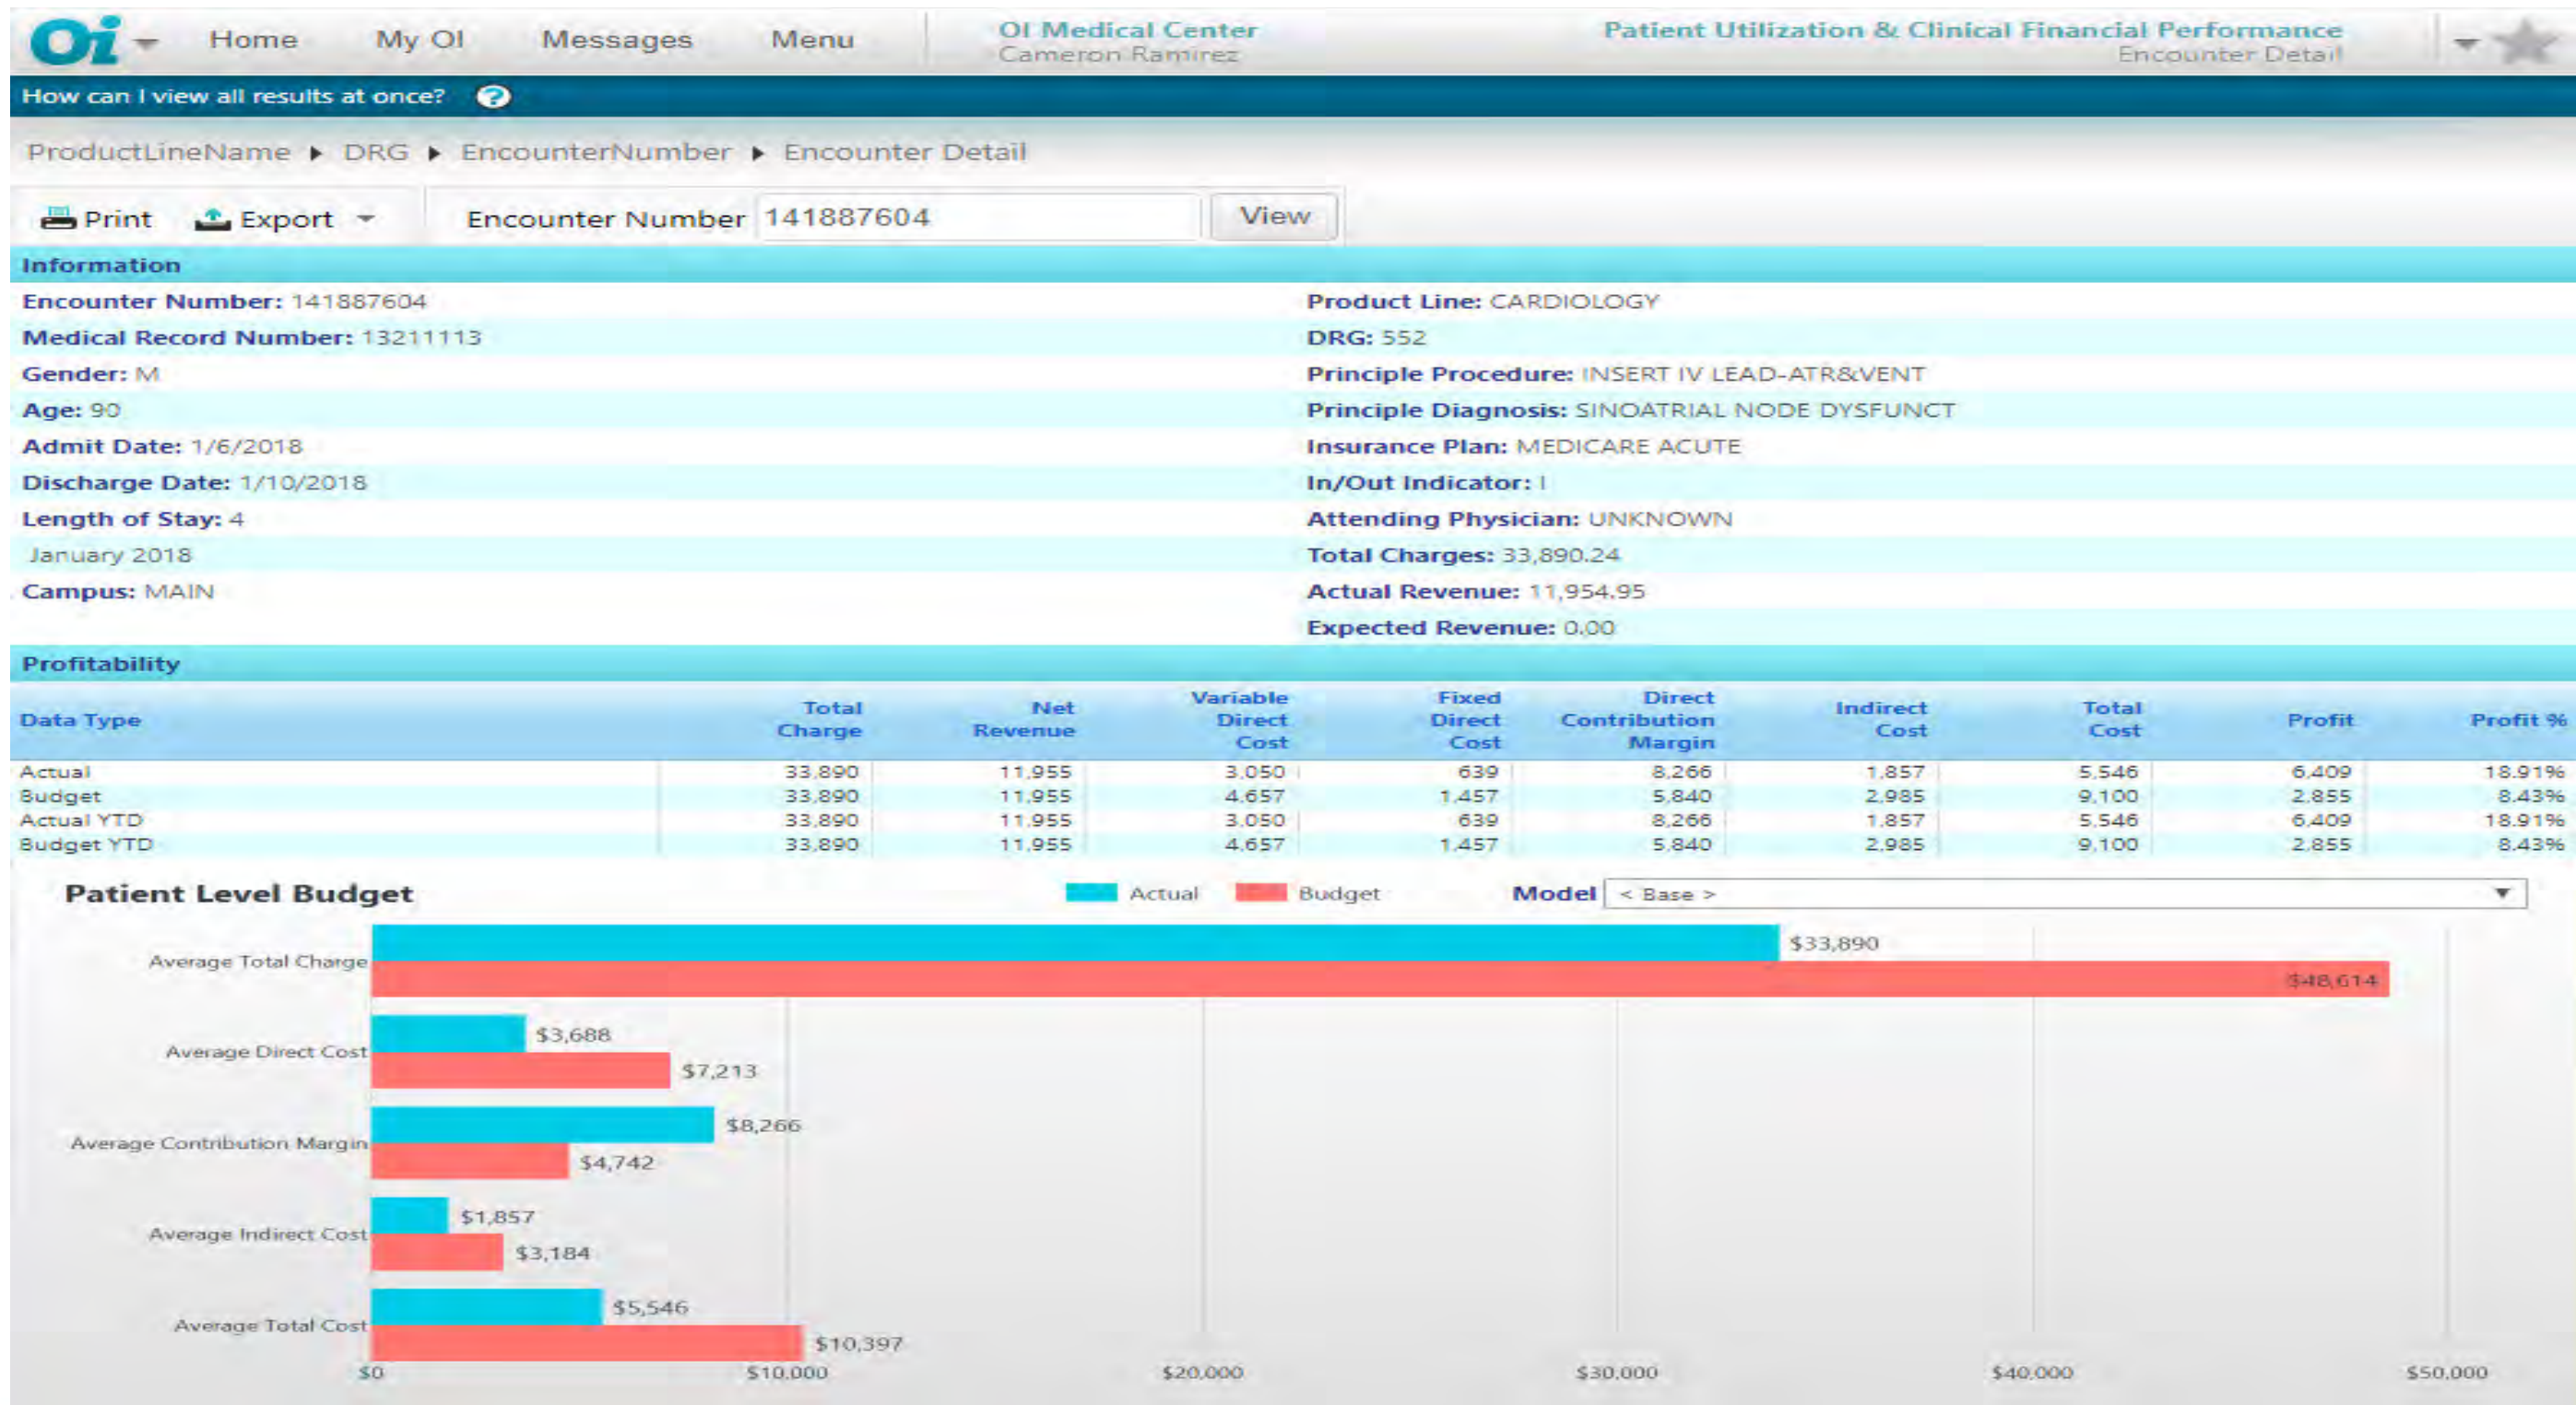 Oi Home My OI Messages Menu OI Medical Center Patient Utilization & Clinical Financial Performance
Cameron Ramirez Encounter Detail
How can I view all results at once? ?
ProductLineName ▸ DRG ▸ EncounterNumber ▸ Encounter Detail
Print Export Encounter Number 141887604 View
Information
Encounter Number: 141887604 Product Line: CARDIOLOGY
Medical Record Number: 13211113 DRG: 552
Gender: M Principle Procedure: INSERT IV LEAD-ATR&VENT
Age: 90 Principle Diagnosis: SINOATRIAL NODE DYSFUNCT
Admit Date: 1/6/2018 Insurance Plan: MEDICARE ACUTE
Discharge Date: 1/10/2018 In/Out Indicator: I
Length of Stay: 4 Attending Physician: UNKNOWN
January 2018 Total Charges: 33,890.24
Campus: MAIN Actual Revenue: 11,954.95
Expected Revenue: 0.00
Profitability
Data Type Total Charge Net Revenue Variable Direct Cost Fixed Direct Cost Direct Contribution Margin Indirect Cost Total Cost Profit Profit %
Actual 33,890 11,955 3,050 639 8,266 1,857 5,546 6,409 18.91%
Budget 33,890 11,955 4,657 1,457 5,840 2,985 9,100 2,855 8.43%
Actual YTD 33,890 11,955 3,050 639 8,266 1,857 5,546 6,409 18.91%
Budget YTD 33,890 11,955 4,657 1,457 5,840 2,985 9,100 2,855 8.43%
Patient Level Budget Actual Budget Model < Base >
Average Total Charge $33,890
$48,614
Average Direct Cost $3,688
$7,213
Average Contribution Margin $8,266
$4,742
Average Indirect Cost $1,857
$3,184
Average Total Cost $5,546
$10,397
$0 $10,000 $20,000 $30,000 $40,000 $50,000